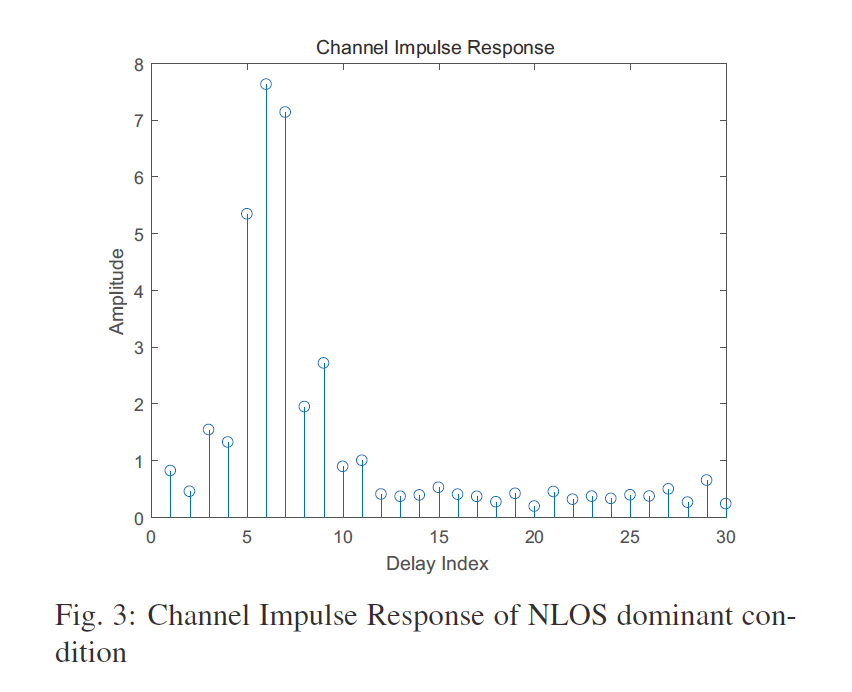 Channel Impulse Response
8
7
6
5
4
3
2
1
0
Amplitude
0 5 10 15 20 25 30
Delay Index
Fig. 3: Channel Impulse Response of NLOS dominant con-
dition